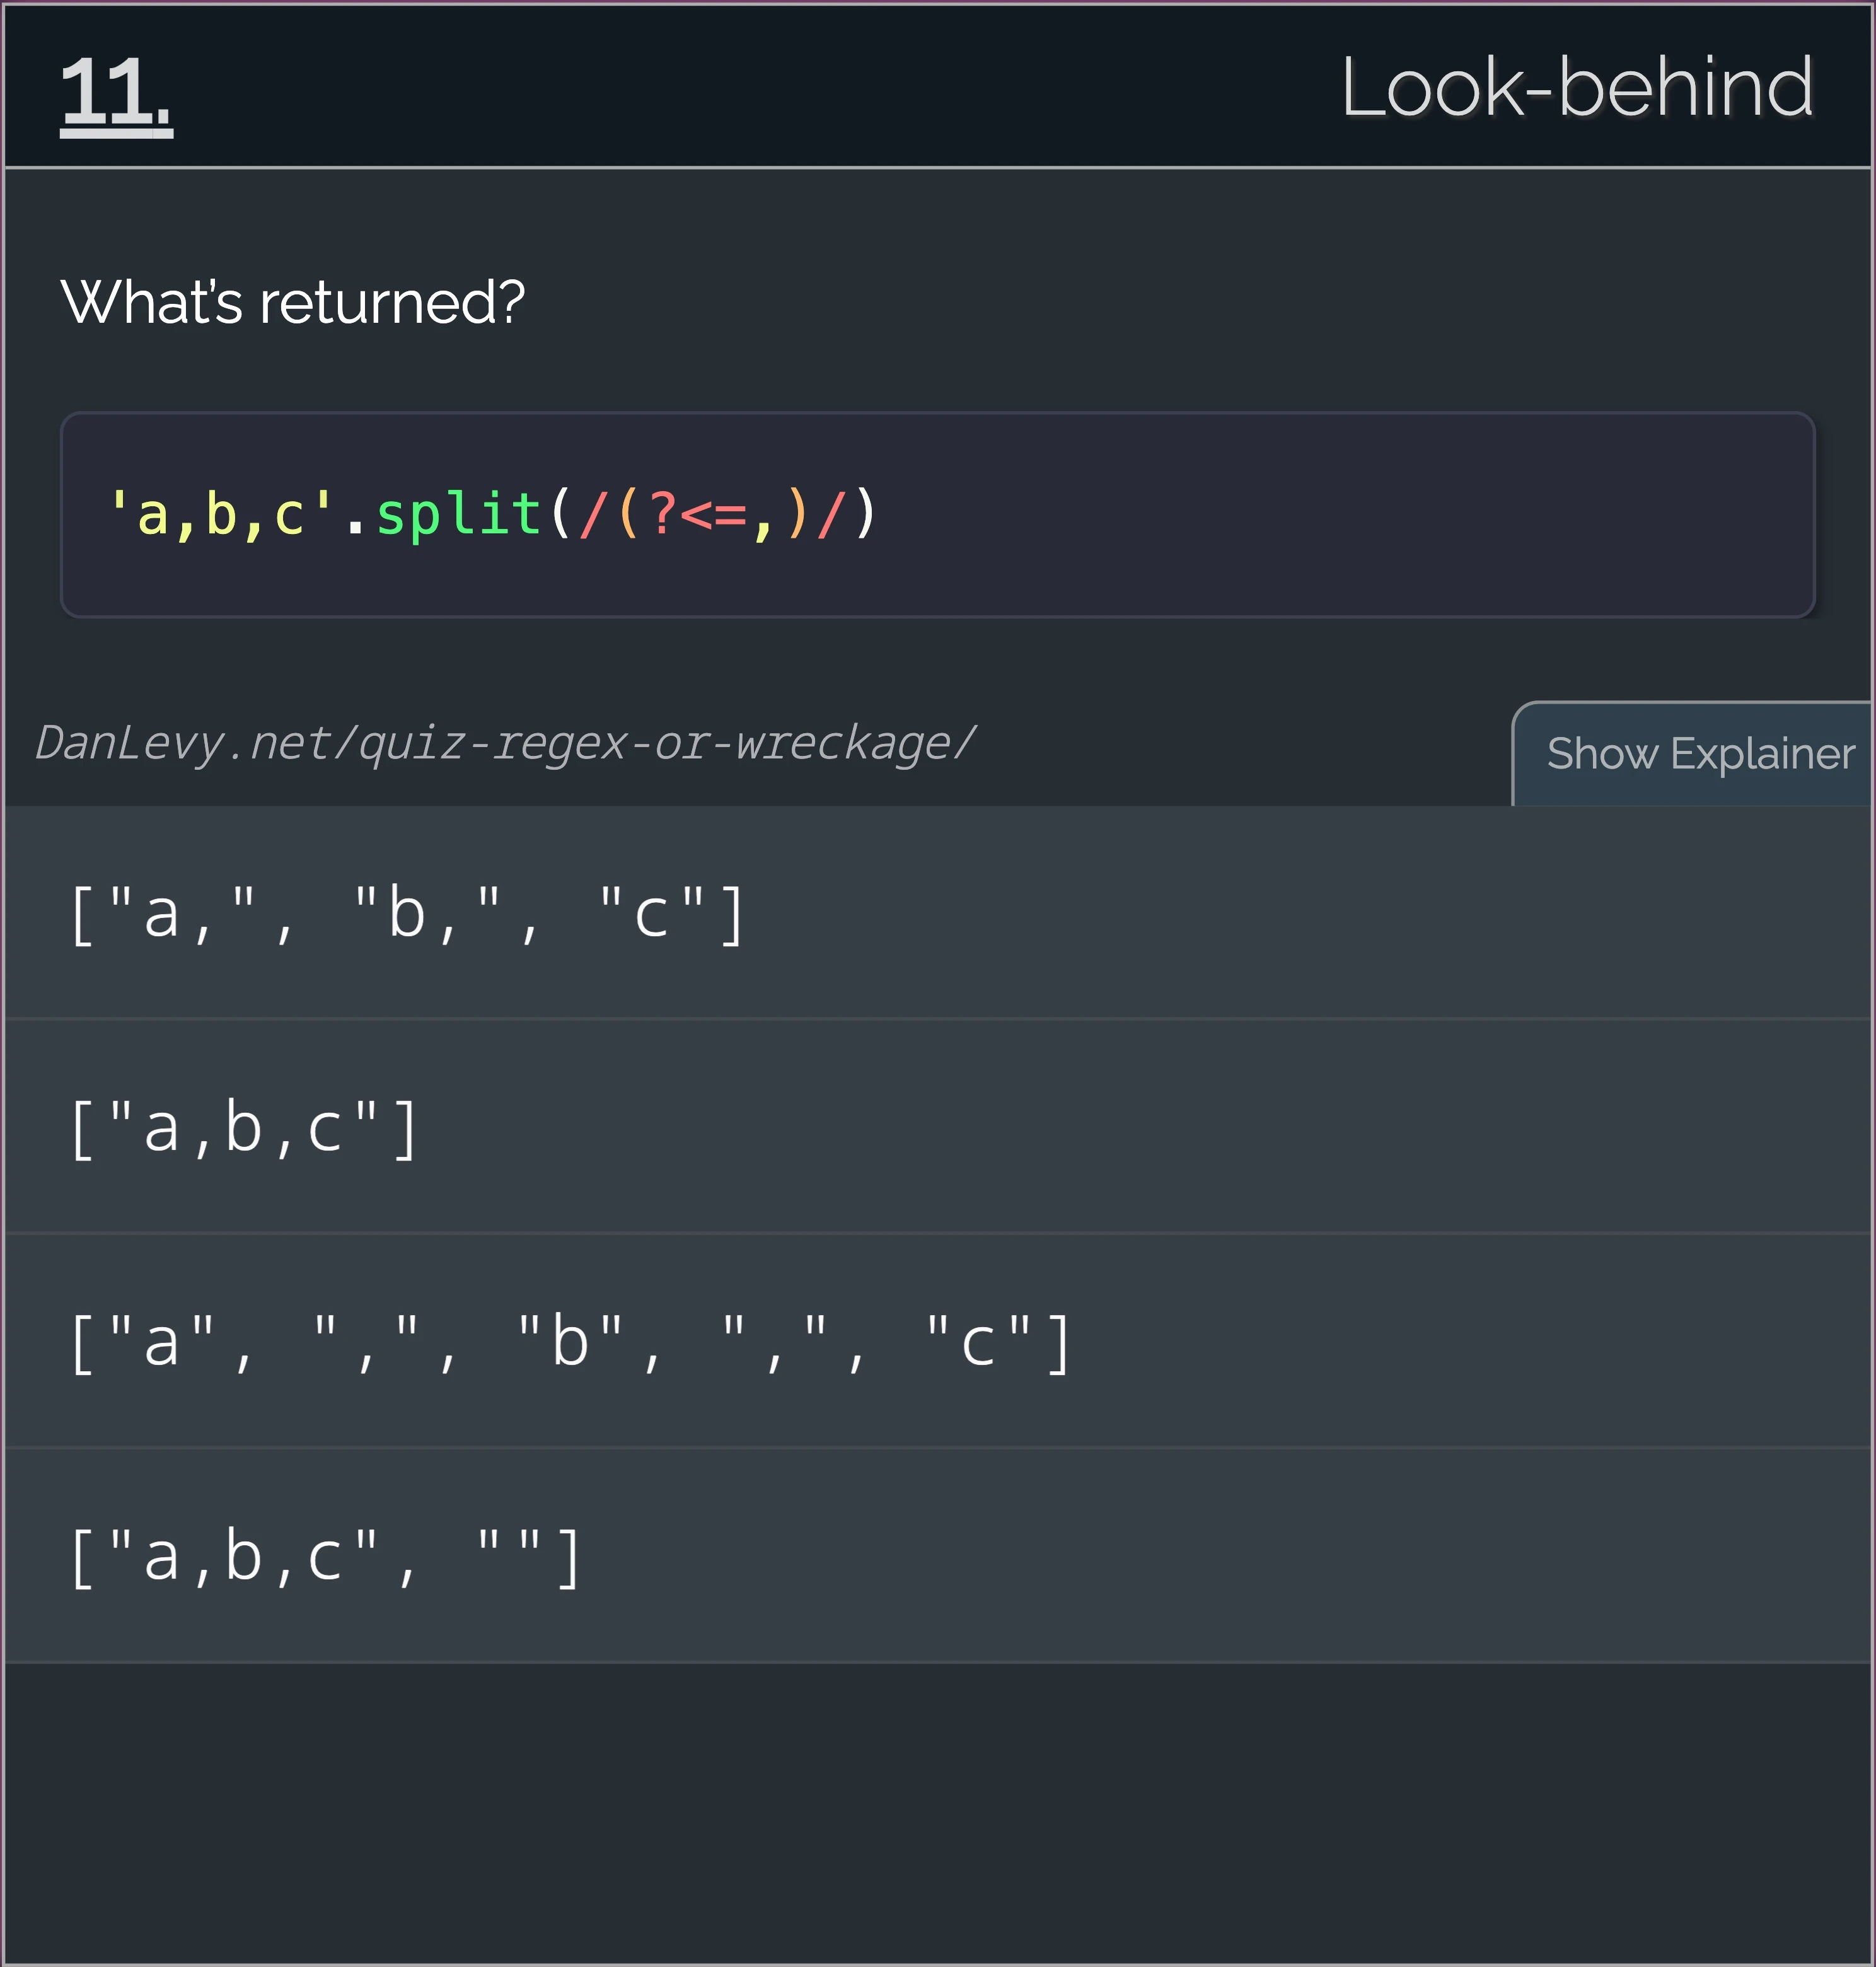 11.
Look-behind
What's returned?
'a,b,c'.split(/(?<=,)/)
DanLevy.net/quiz-regex-or-wreckage/
Show Explainer
["a,", "b,", "c"]
["a,b,c"]
["a", ",", "b", ",", "c"]
["a,b,c", ""]